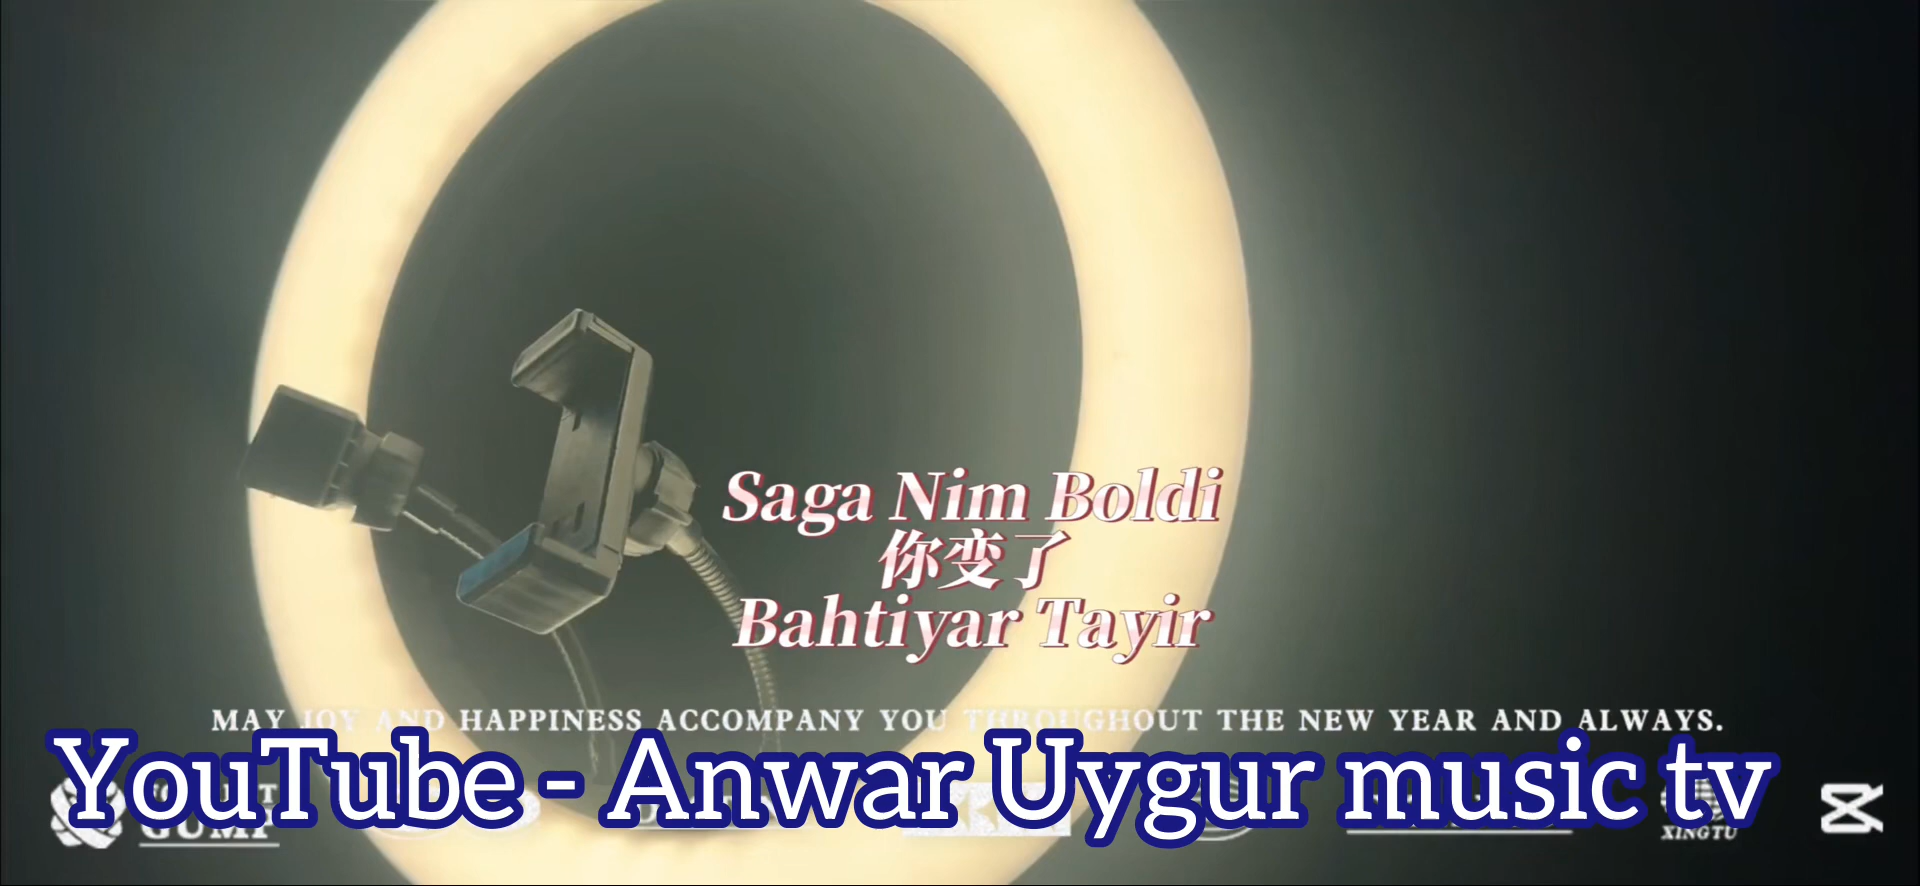 Saga Nim Boldi
你变了
Bahtiyar Tayir
MAY JOY AND HAPPINESS ACCOMPANY YOU THROUGHOUT THE NEW YEAR AND ALWAYS.
YouTube - Anwar Uygur music tv
XINGTU